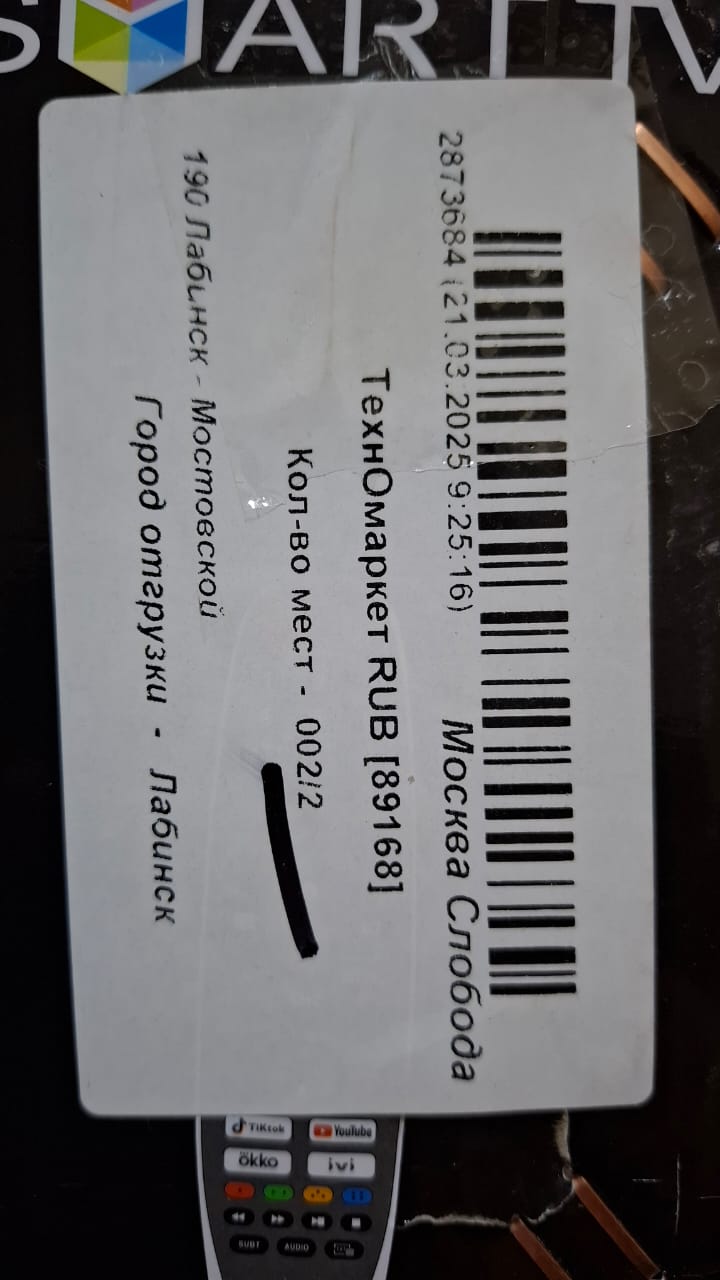 SMART TV
2873684 (21.03.2025 9:25:16) Москва Слобода
ТехнОмаркет RUB [89168]
Кол-во мест - 002/2
190 Лабинск - Мостовской
Город отгрузки - Лабинск
TikTok YouTube
okko ivi
SUBT AUDIO